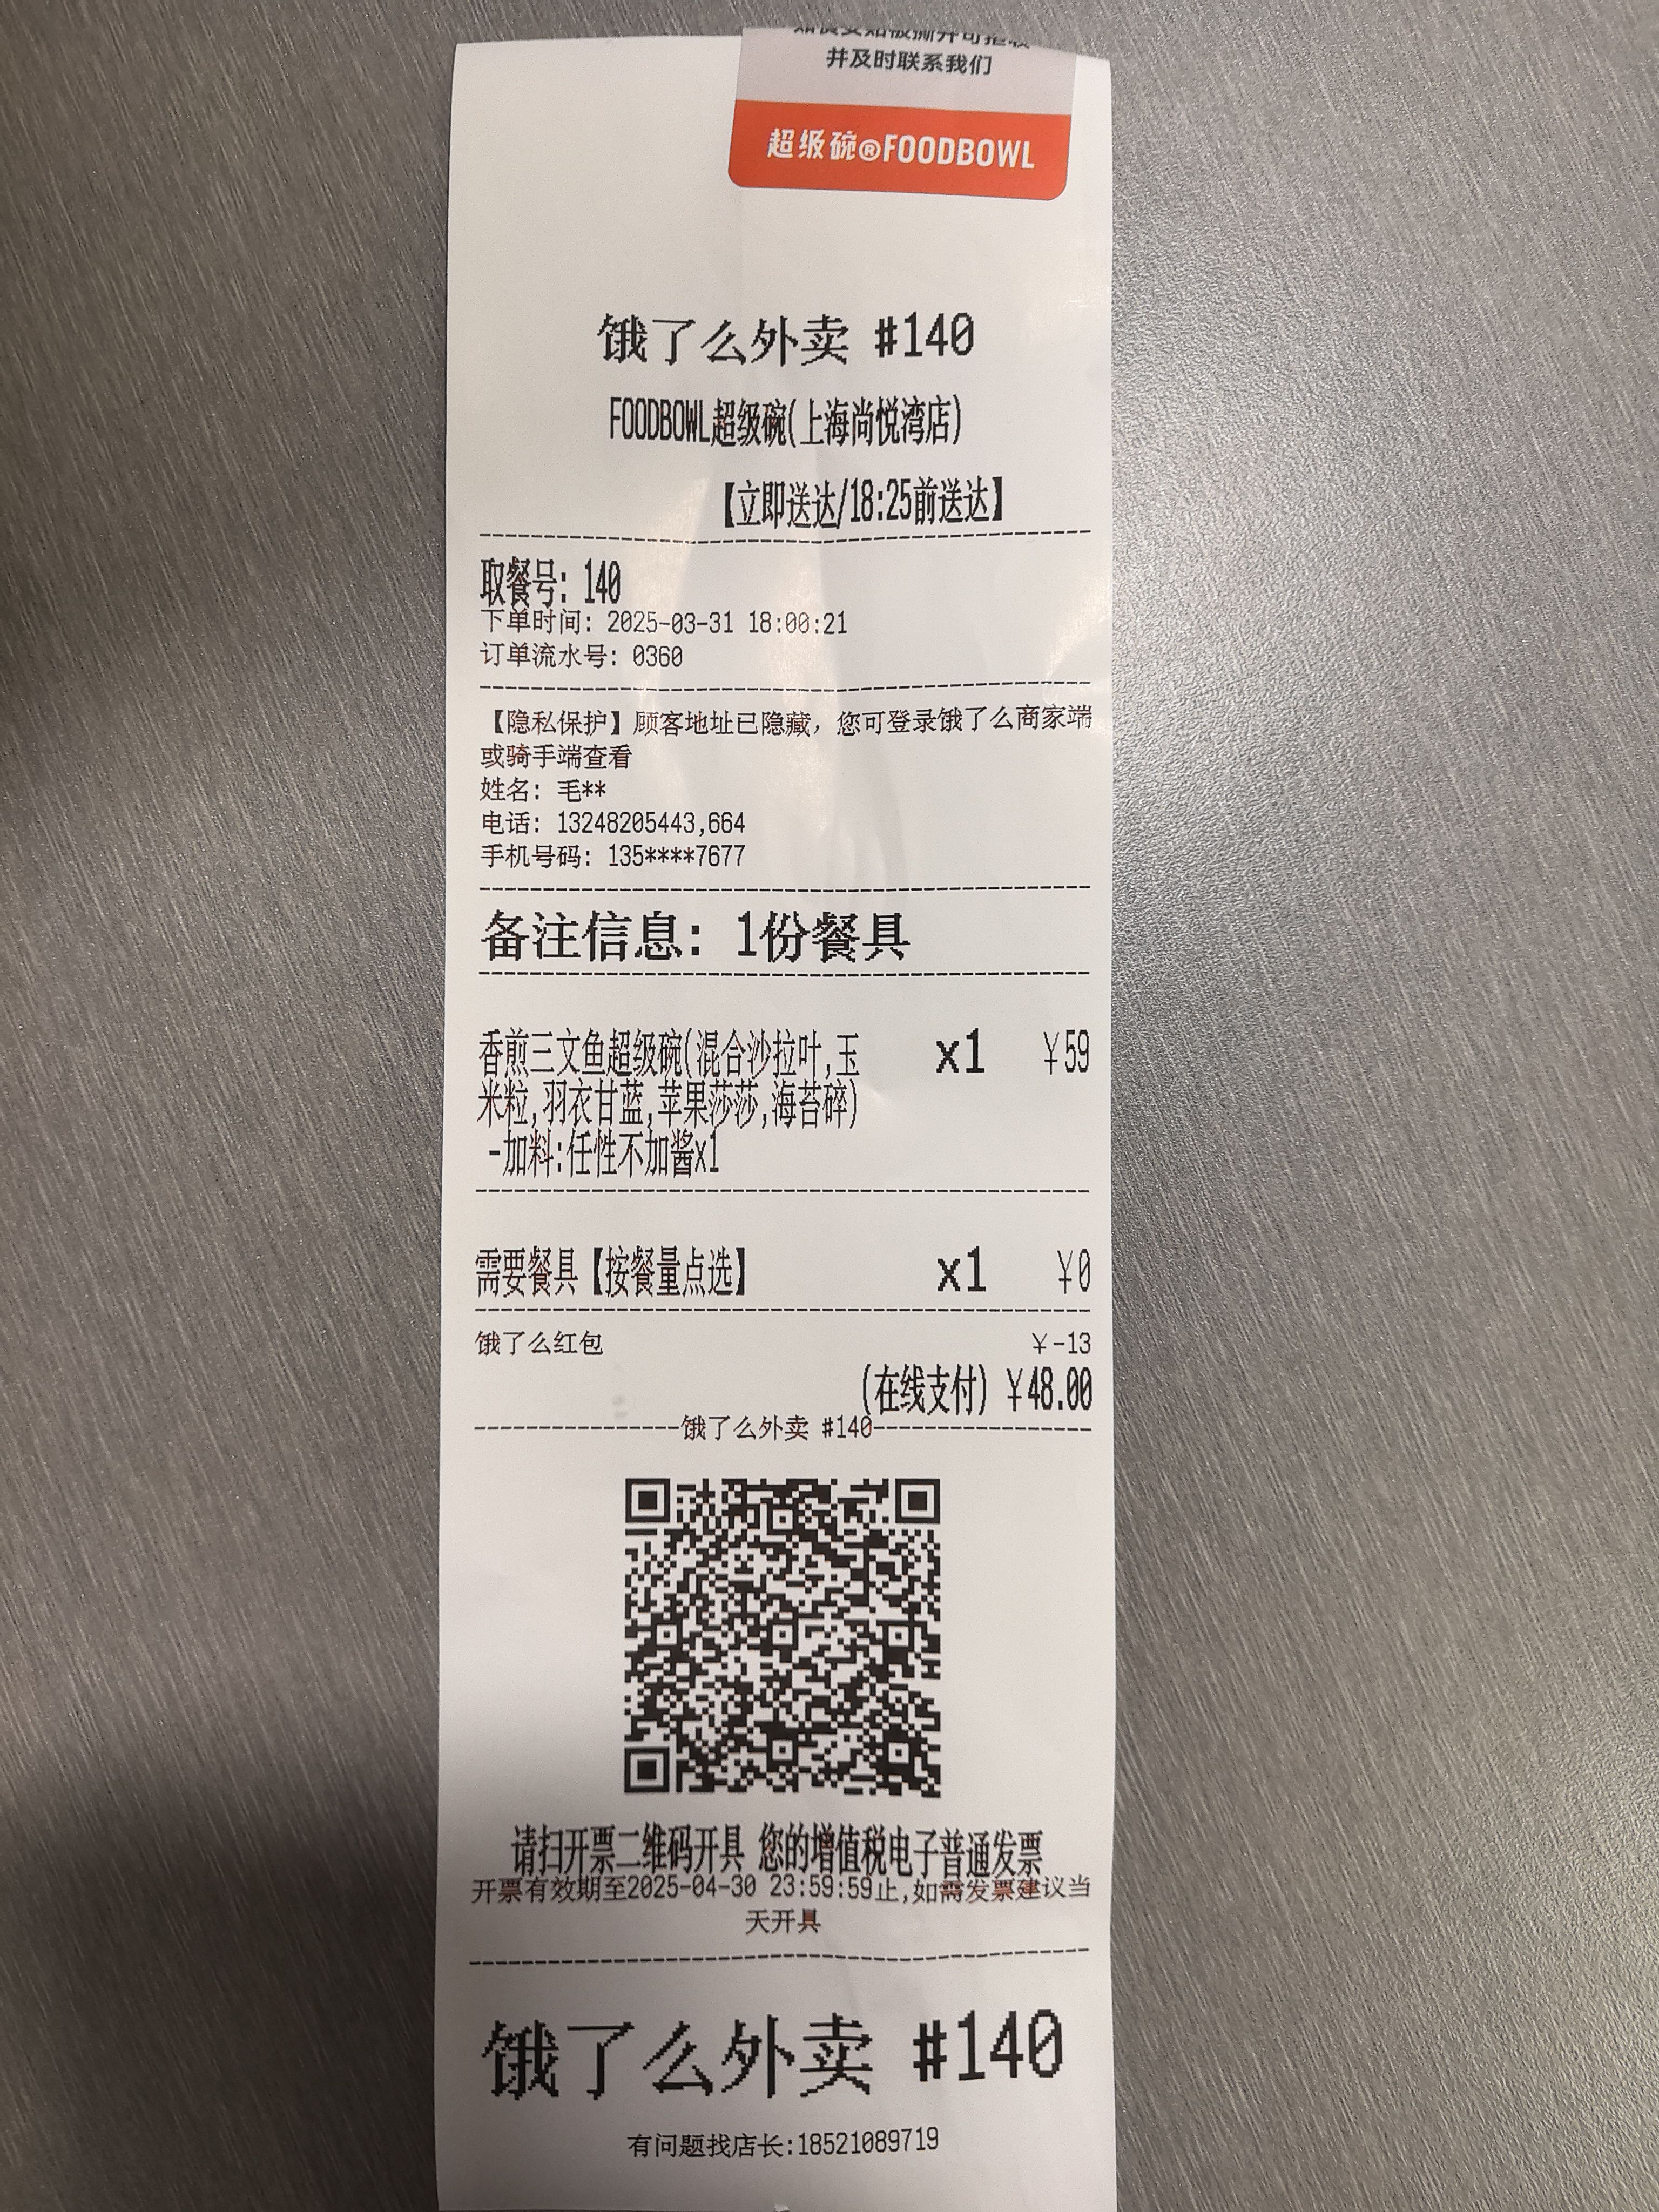 并及时联系我们
超级碗®FOODBOWL
饿了么外卖 #140
FOODBOWL超级碗(上海尚悦湾店)
【立即送达/18:25前送达】
取餐号: 140
下单时间: 2025-03-31 18:00:21
订单流水号: 0360
【隐私保护】顾客地址已隐藏，您可登录饿了么商家端
或骑手端查看
姓名: 毛**
电话: 13248205443,664
手机号码: 135****7677
备注信息: 1份餐具
香煎三文鱼超级碗(混合沙拉叶,玉 x1 ￥59
米粒,羽衣甘蓝,苹果莎莎,海苔碎)
-加料:任性不加酱x1
需要餐具【按餐量点选】 x1 ￥0
饿了么红包 ￥-13
(在线支付) ￥48.00
饿了么外卖 #140
请扫开票二维码开具 您的增值税电子普通发票
开票有效期至2025-04-30 23:59:59止,如需发票建议当
天开具
饿了么外卖 #140
有问题找店长:18521089719